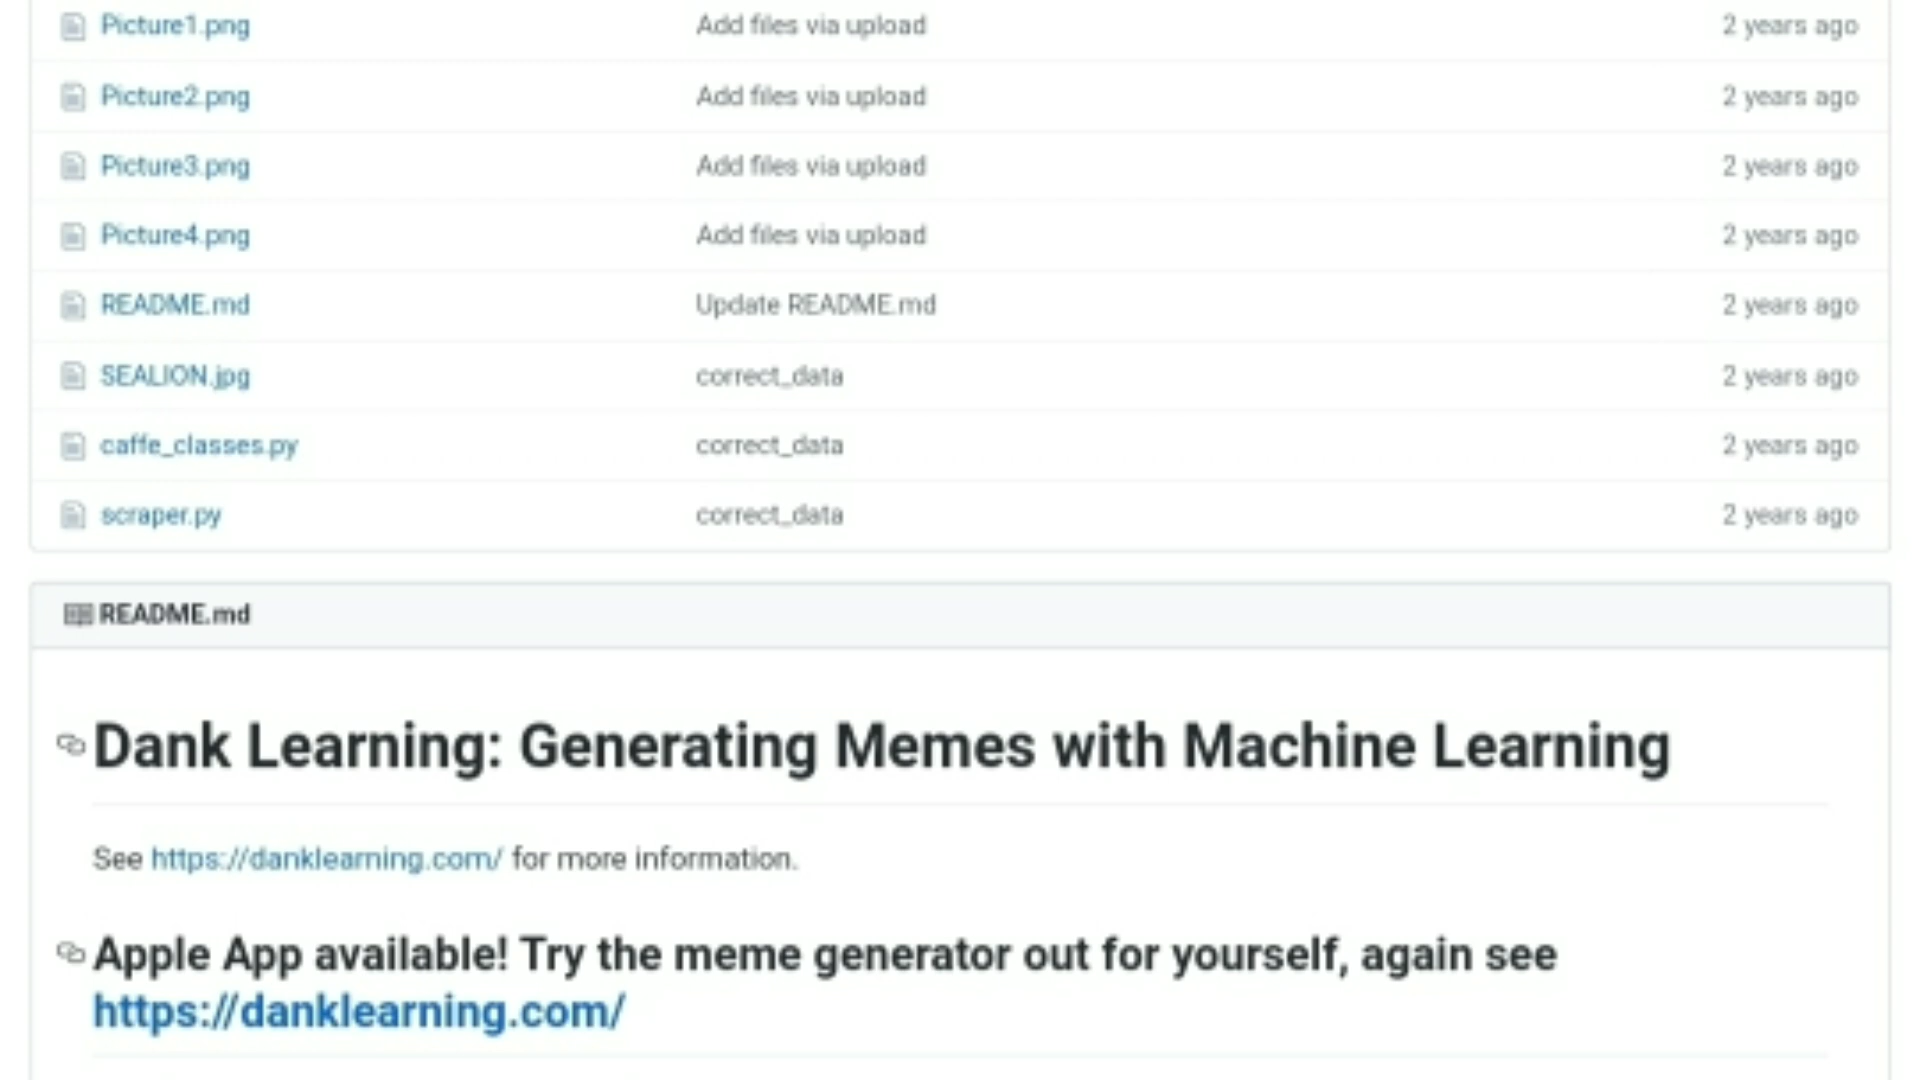 Picture1.png Add files via upload 2 years ago
Picture2.png Add files via upload 2 years ago
Picture3.png Add files via upload 2 years ago
Picture4.png Add files via upload 2 years ago
README.md Update README.md 2 years ago
SEALION.jpg correct_data 2 years ago
caffe_classes.py correct_data 2 years ago
scraper.py correct_data 2 years ago
README.md
Dank Learning: Generating Memes with Machine Learning
See https://danklearning.com/ for more information.
Apple App available! Try the meme generator out for yourself, again see
https://danklearning.com/